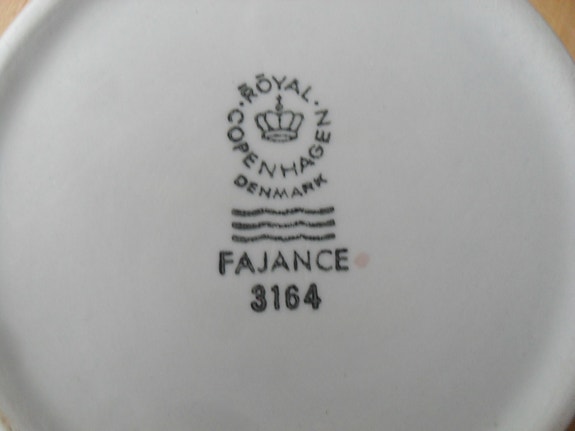 ROYAL · COPENHAGEN ·
DENMARK
FAJANCE
3164